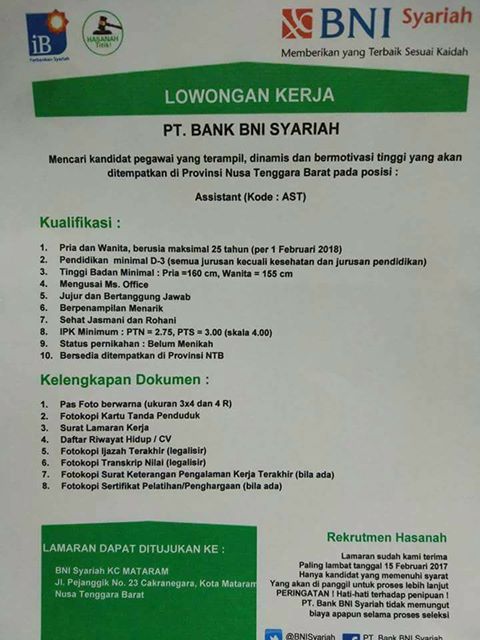 iB
Perbankan Syariah
HASANAH
Titik!
BNI Syariah
Memberikan yang Terbaik Sesuai Kaidah
LOWONGAN KERJA
PT. BANK BNI SYARIAH
Mencari kandidat pegawai yang terampil, dinamis dan bermotivasi tinggi yang akan
ditempatkan di Provinsi Nusa Tenggara Barat pada posisi :
Assistant (Kode : AST)
Kualifikasi :
1. Pria dan Wanita, berusia maksimal 25 tahun (per 1 Februari 2018)
2. Pendidikan minimal D-3 (semua jurusan kecuali kesehatan dan jurusan pendidikan)
3. Tinggi Badan Minimal : Pria =160 cm, Wanita = 155 cm
4. Mengusai Ms. Office
5. Jujur dan Bertanggung Jawab
6. Berpenampilan Menarik
7. Sehat Jasmani dan Rohani
8. IPK Minimum : PTN = 2.75, PTS = 3.00 (skala 4.00)
9. Status pernikahan : Belum Menikah
10. Bersedia ditempatkan di Provinsi NTB
Kelengkapan Dokumen :
1. Pas Foto berwarna (ukuran 3x4 dan 4 R)
2. Fotokopi Kartu Tanda Penduduk
3. Surat Lamaran Kerja
4. Daftar Riwayat Hidup / CV
5. Fotokopi Ijazah Terakhir (legalisir)
6. Fotokopi Transkrip Nilai (legalisir)
7. Fotokopi Surat Keterangan Pengalaman Kerja Terakhir (bila ada)
8. Fotokopi Sertifikat Pelatihan/Penghargaan (bila ada)
LAMARAN DAPAT DITUJUKAN KE :
BNI Syariah KC MATARAM
Jl. Pejanggik No. 23 Cakranegara, Kota Mataram
Nusa Tenggara Barat
Rekrutmen Hasanah
Lamaran sudah kami terima
Paling lambat tanggal 15 Februari 2017
Hanya kandidat yang memenuhi syarat
Yang akan di panggil untuk proses lebih lanjut
PERINGATAN ! Hati-hati terhadap penipuan !
PT. Bank BNI Syariah tidak memungut
biaya apapun selama proses seleksi
@BNISyariah PT. Bank BNI Syariah